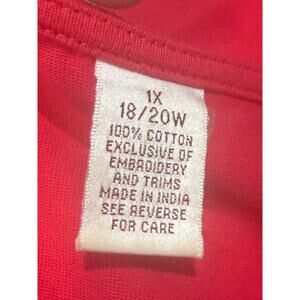 1X
18/20W
100% COTTON
EXCLUSIVE OF
EMBROIDERY
AND TRIMS
MADE IN INDIA
SEE REVERSE
FOR CARE